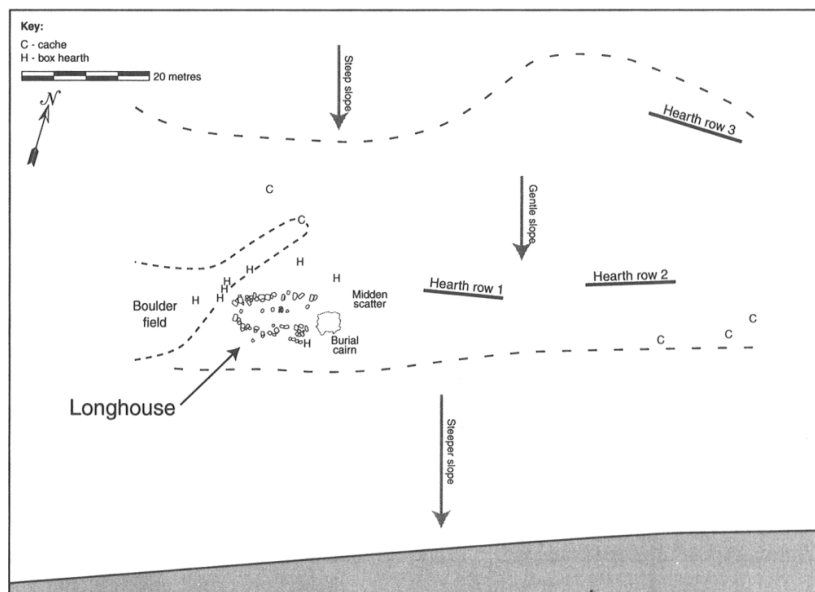 Key:
C - cache
H - box hearth
20 metres
N
Steep slope
Hearth row 3
C
Gentle slope
C
H
H
H
H
Hearth row 2
Hearth row 1
H
H
H
Midden
scatter
Boulder
field
C
C
C
H
Burial
cairn
Longhouse
Steeper slope